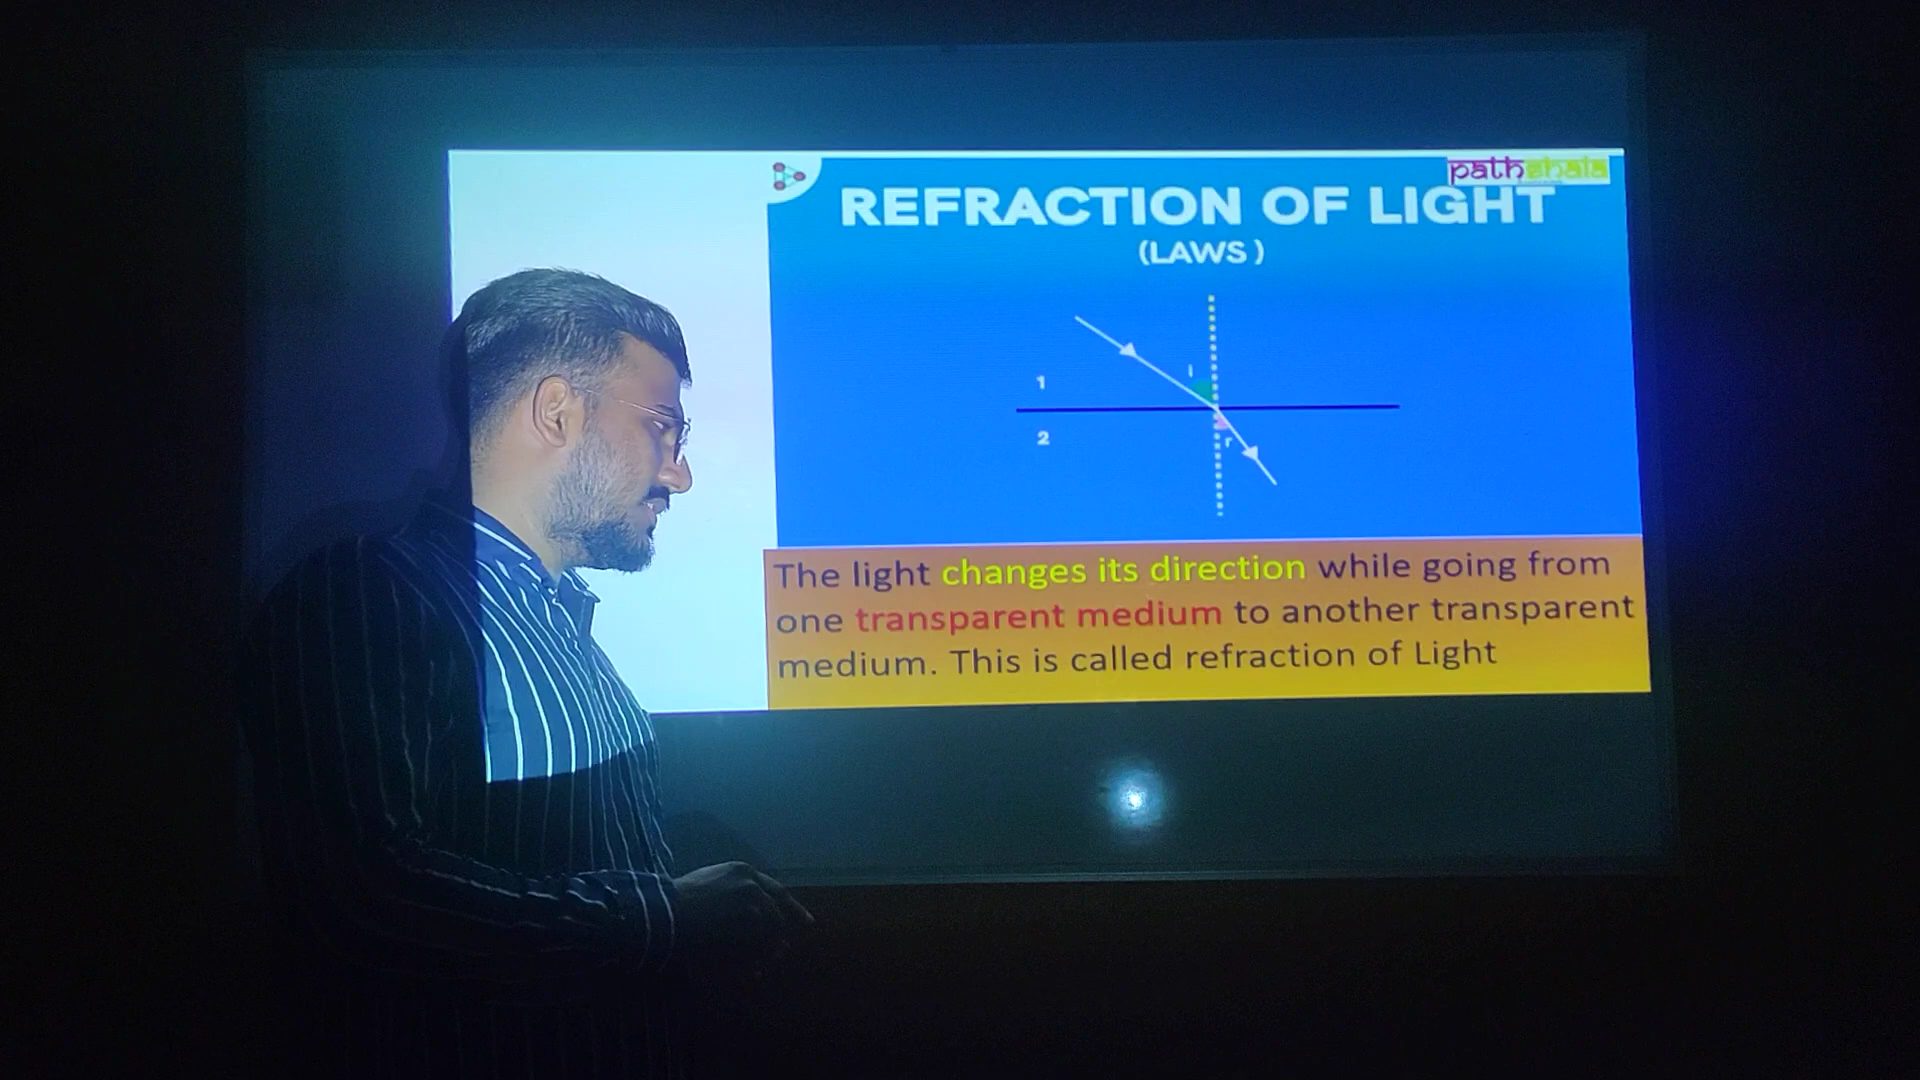 pathshala
REFRACTION OF LIGHT
(LAWS )
i
1
2
r
The light changes its direction while going from
one transparent medium to another transparent
medium. This is called refraction of Light